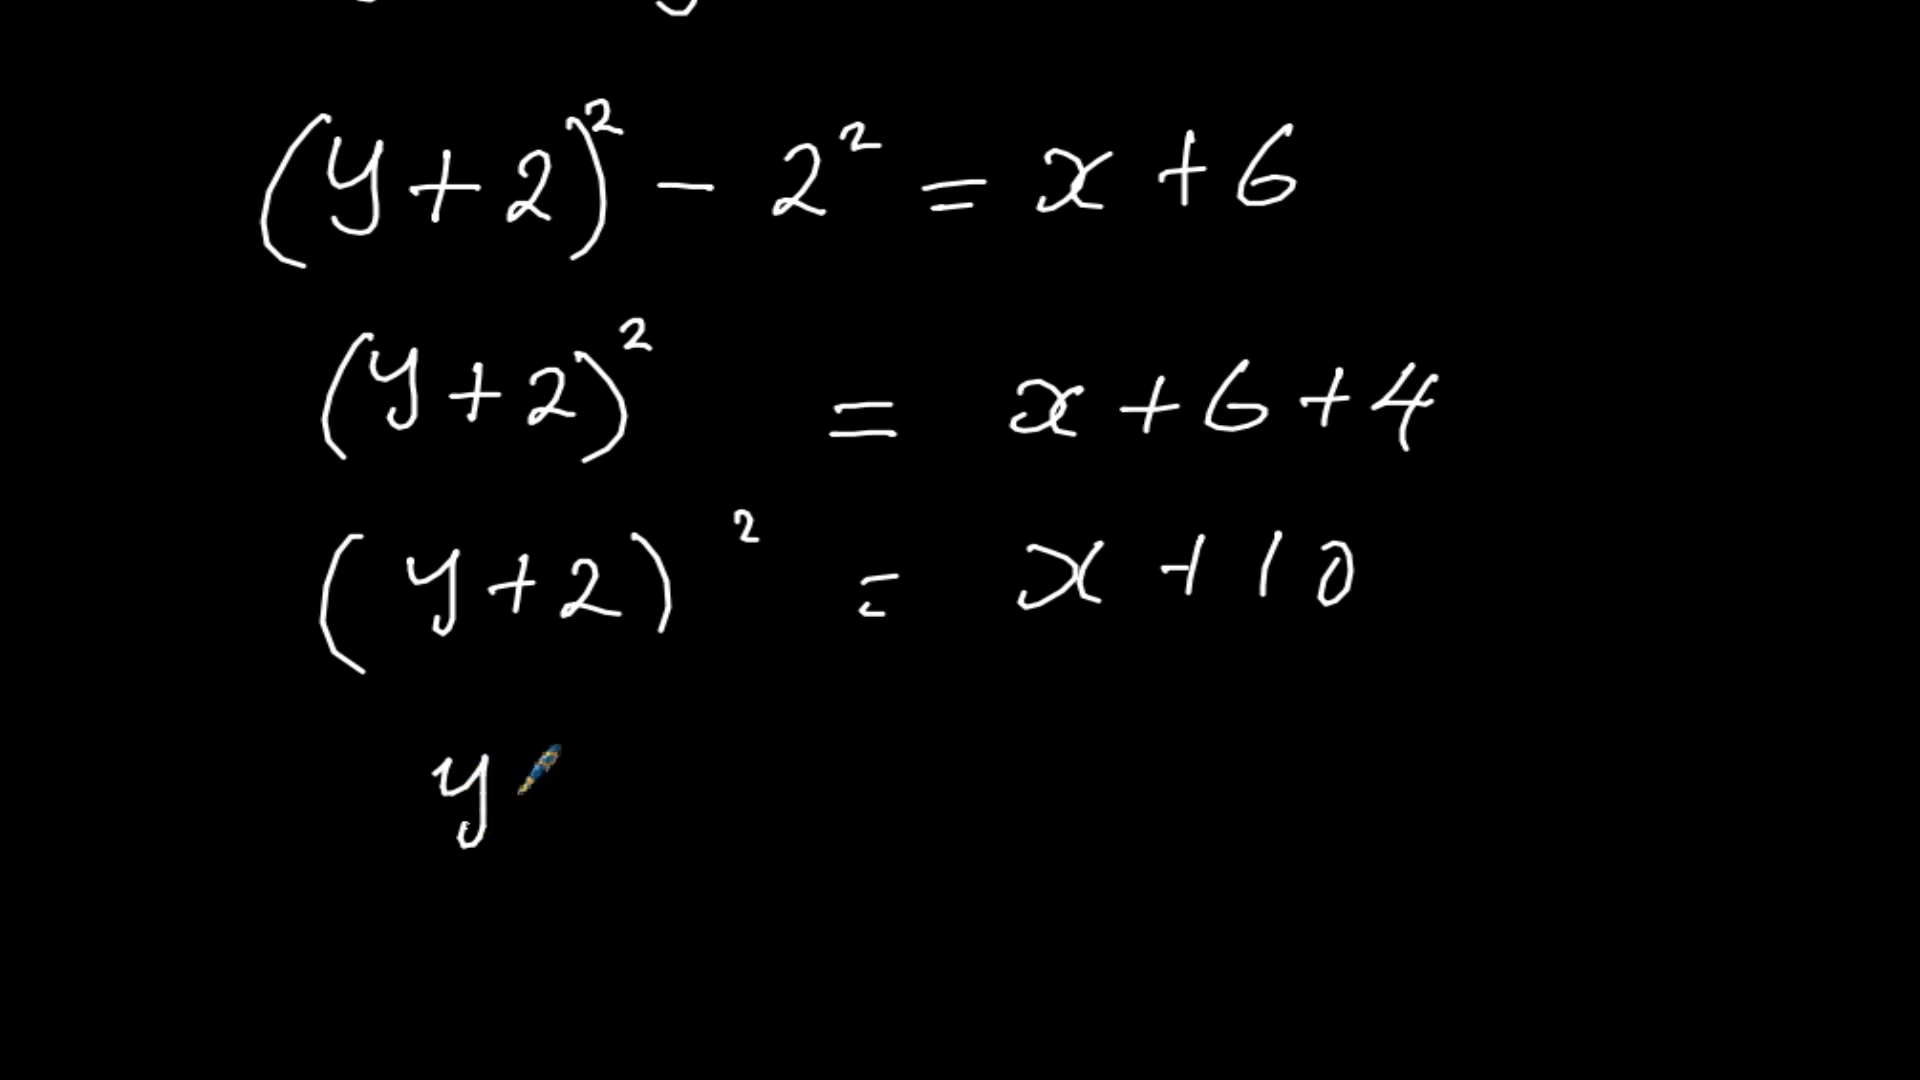 (y+2)² - 2² = x + 6
(y+2)² = x + 6 + 4
(y+2)² = x + 10
y